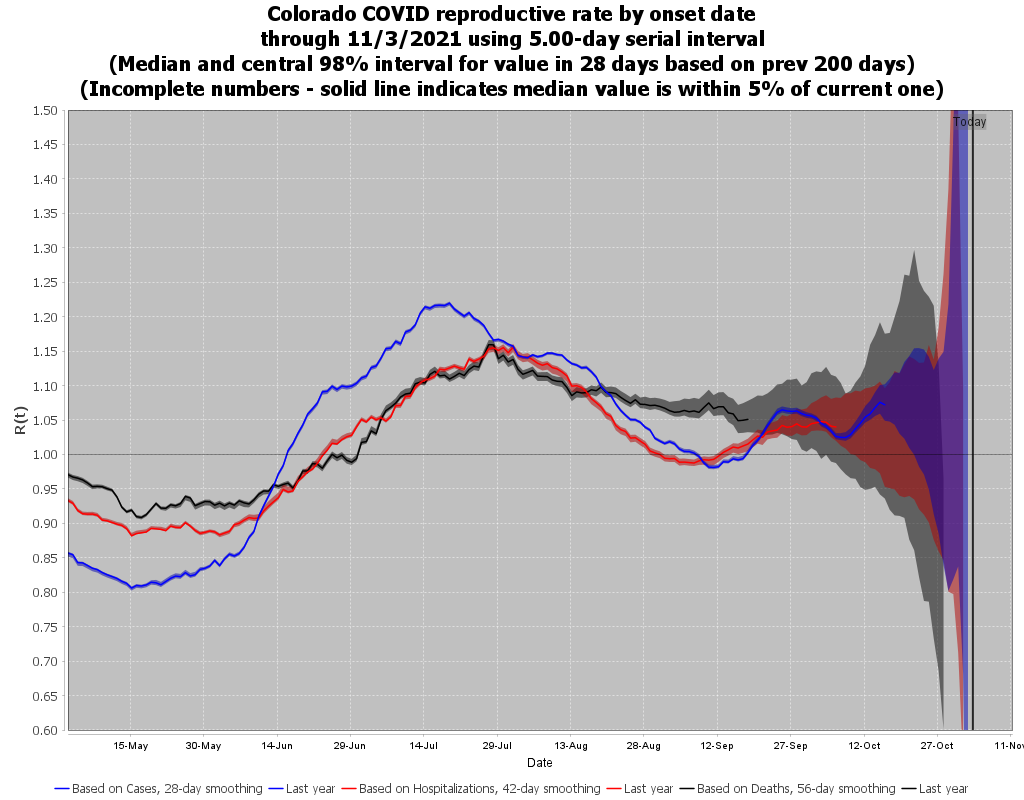 Colorado COVID reproductive rate by onset date
through 11/3/2021 using 5.00-day serial interval
(Median and central 98% interval for value in 28 days based on prev 200 days)
(Incomplete numbers - solid line indicates median value is within 5% of current one)
Today
R(t)
1.50
1.45
1.40
1.35
1.30
1.25
1.20
1.15
1.10
1.05
1.00
0.95
0.90
0.85
0.80
0.75
0.70
0.65
0.60
15-May 30-May 14-Jun 29-Jun 14-Jul 29-Jul 13-Aug 28-Aug 12-Sep 27-Sep 12-Oct 27-Oct 11-Nov
Date
Based on Cases, 28-day smoothing Last year Based on Hospitalizations, 42-day smoothing Last year Based on Deaths, 56-day smoothing Last year